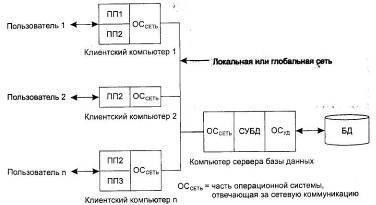 ПП1
ПП2
ОС СЕТЬ
Пользователь 1
Клиентский компьютер 1
Локальная или глобальная сеть
Пользователь 2
ПП2
ОС СЕТЬ
Клиентский компьютер 2
ОС СЕТЬ
СУБД
ОС УД
БД
Компьютер сервера базы данных
Пользователь n
ПП2
ПП3
ОС СЕТЬ
Клиентский компьютер n
ОС СЕТЬ = часть операционной системы,
отвечающая за сетевую коммуникацию